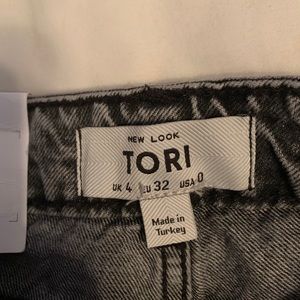 NEW LOOK
TORI
UK 4 EU 32 USA 0
Made in
Turkey